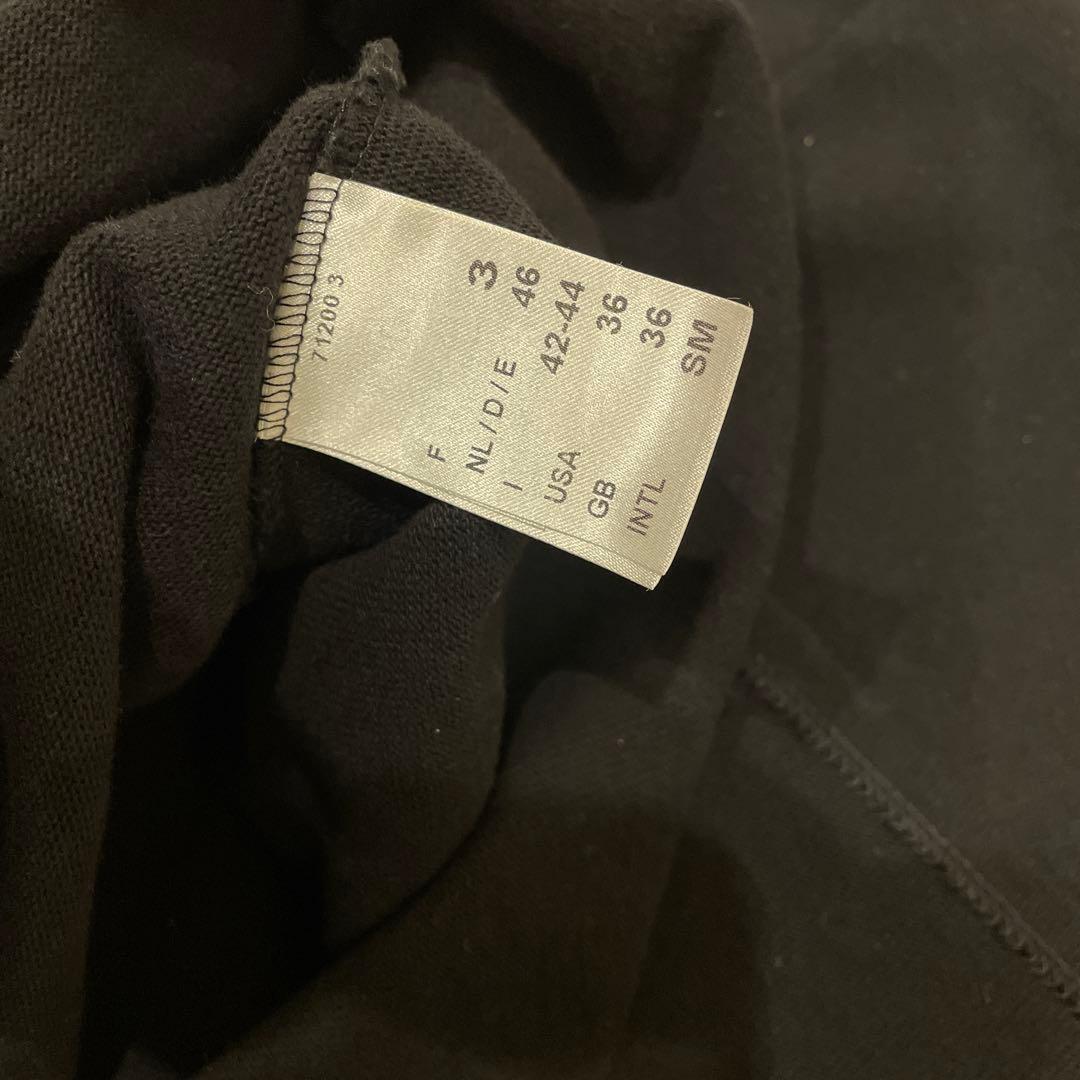 71200 3
F 3
NL / D / E 46
I 42-44
USA 36
GB 36
INTL SM